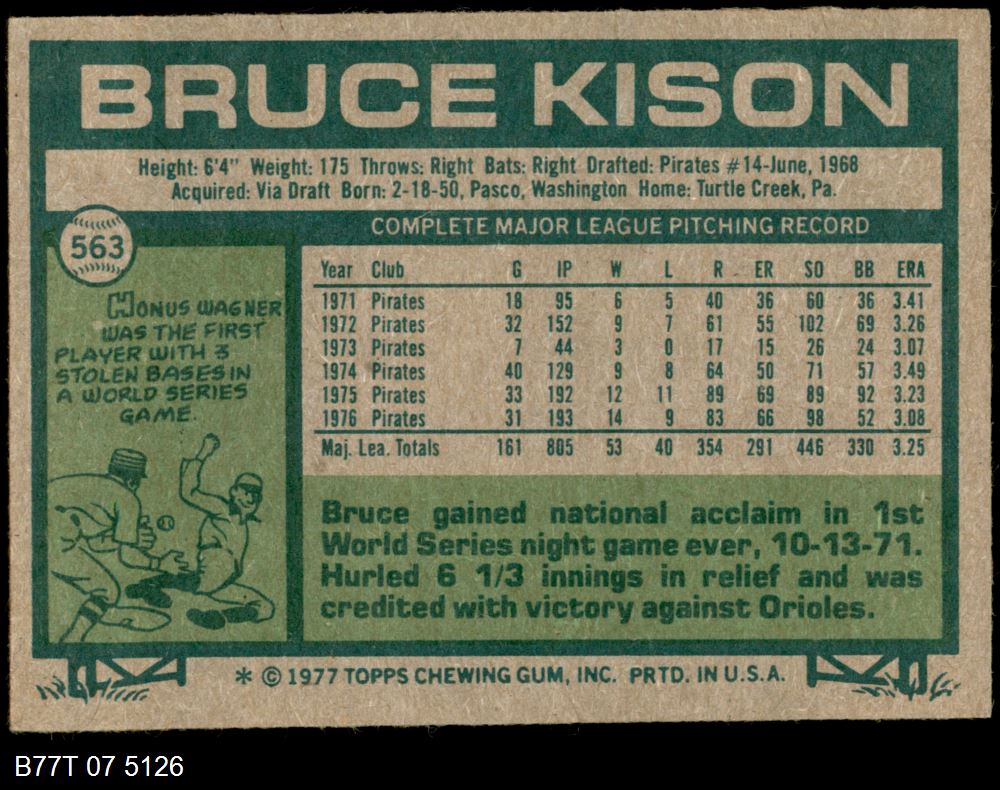 BRUCE KISON
Height: 6'4" Weight: 175 Throws: Right Bats: Right Drafted: Pirates #14-June, 1968
Acquired: Via Draft Born: 2-18-50, Pasco, Washington Home: Turtle Creek, Pa.
563
HONUS WAGNER
WAS THE FIRST
PLAYER WITH 3
STOLEN BASES IN
A WORLD SERIES
GAME.
COMPLETE MAJOR LEAGUE PITCHING RECORD
Year Club G IP W L R ER SO BB ERA
1971 Pirates 18 95 6 5 40 36 60 36 3.41
1972 Pirates 32 152 9 7 61 55 102 69 3.26
1973 Pirates 7 44 3 0 17 15 26 24 3.07
1974 Pirates 40 129 9 8 64 50 71 57 3.49
1975 Pirates 33 192 12 11 89 69 89 92 3.23
1976 Pirates 31 193 14 9 83 66 98 52 3.08
Maj. Lea. Totals 161 805 53 40 354 291 446 330 3.25
Bruce gained national acclaim in 1st
World Series night game ever, 10-13-71.
Hurled 6 1/3 innings in relief and was
credited with victory against Orioles.
* © 1977 TOPPS CHEWING GUM, INC. PRTD. IN U.S.A.
B77T 07 5126